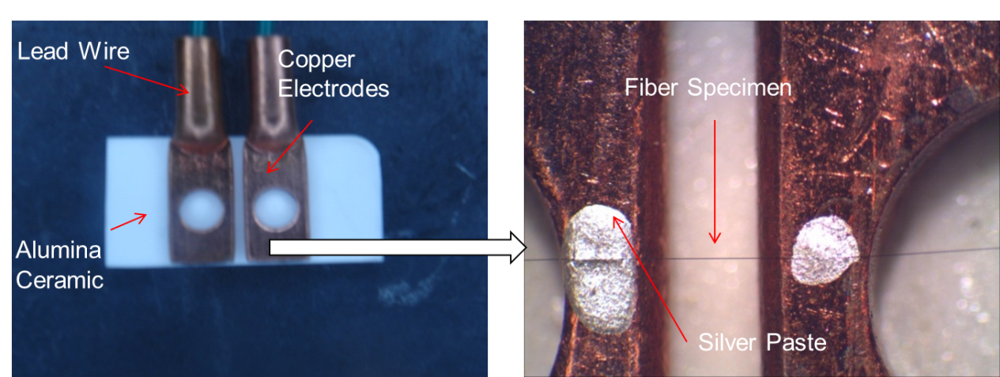 Lead Wire
Copper
Electrodes
Alumina
Ceramic
Fiber Specimen
Silver Paste